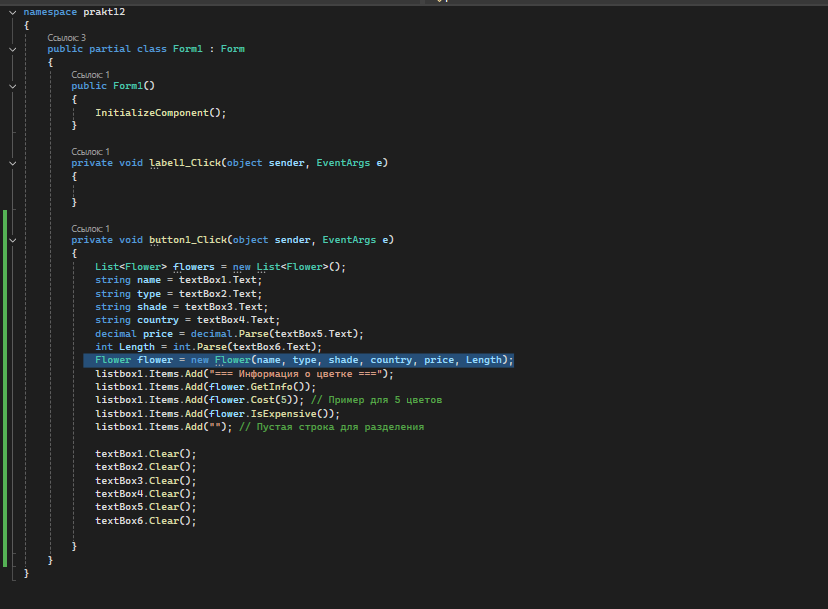 namespace prakt12
{
Ссылок: 3
public partial class Form1 : Form
{
Ссылок: 1
public Form1()
{
InitializeComponent();
}
Ссылок: 1
private void label1_Click(object sender, EventArgs e)
{
}
Ссылок: 1
private void button1_Click(object sender, EventArgs e)
{
List<Flower> flowers = new List<Flower>();
string name = textBox1.Text;
string type = textBox2.Text;
string shade = textBox3.Text;
string country = textBox4.Text;
decimal price = decimal.Parse(textBox5.Text);
int Length = int.Parse(textBox6.Text);
Flower flower = new Flower(name, type, shade, country, price, Length);
listbox1.Items.Add("=== Информация о цветке ===");
listbox1.Items.Add(flower.GetInfo());
listbox1.Items.Add(flower.Cost(5)); // Пример для 5 цветов
listbox1.Items.Add(flower.IsExpensive());
listbox1.Items.Add(""); // Пустая строка для разделения
textBox1.Clear();
textBox2.Clear();
textBox3.Clear();
textBox4.Clear();
textBox5.Clear();
textBox6.Clear();
}
}
}